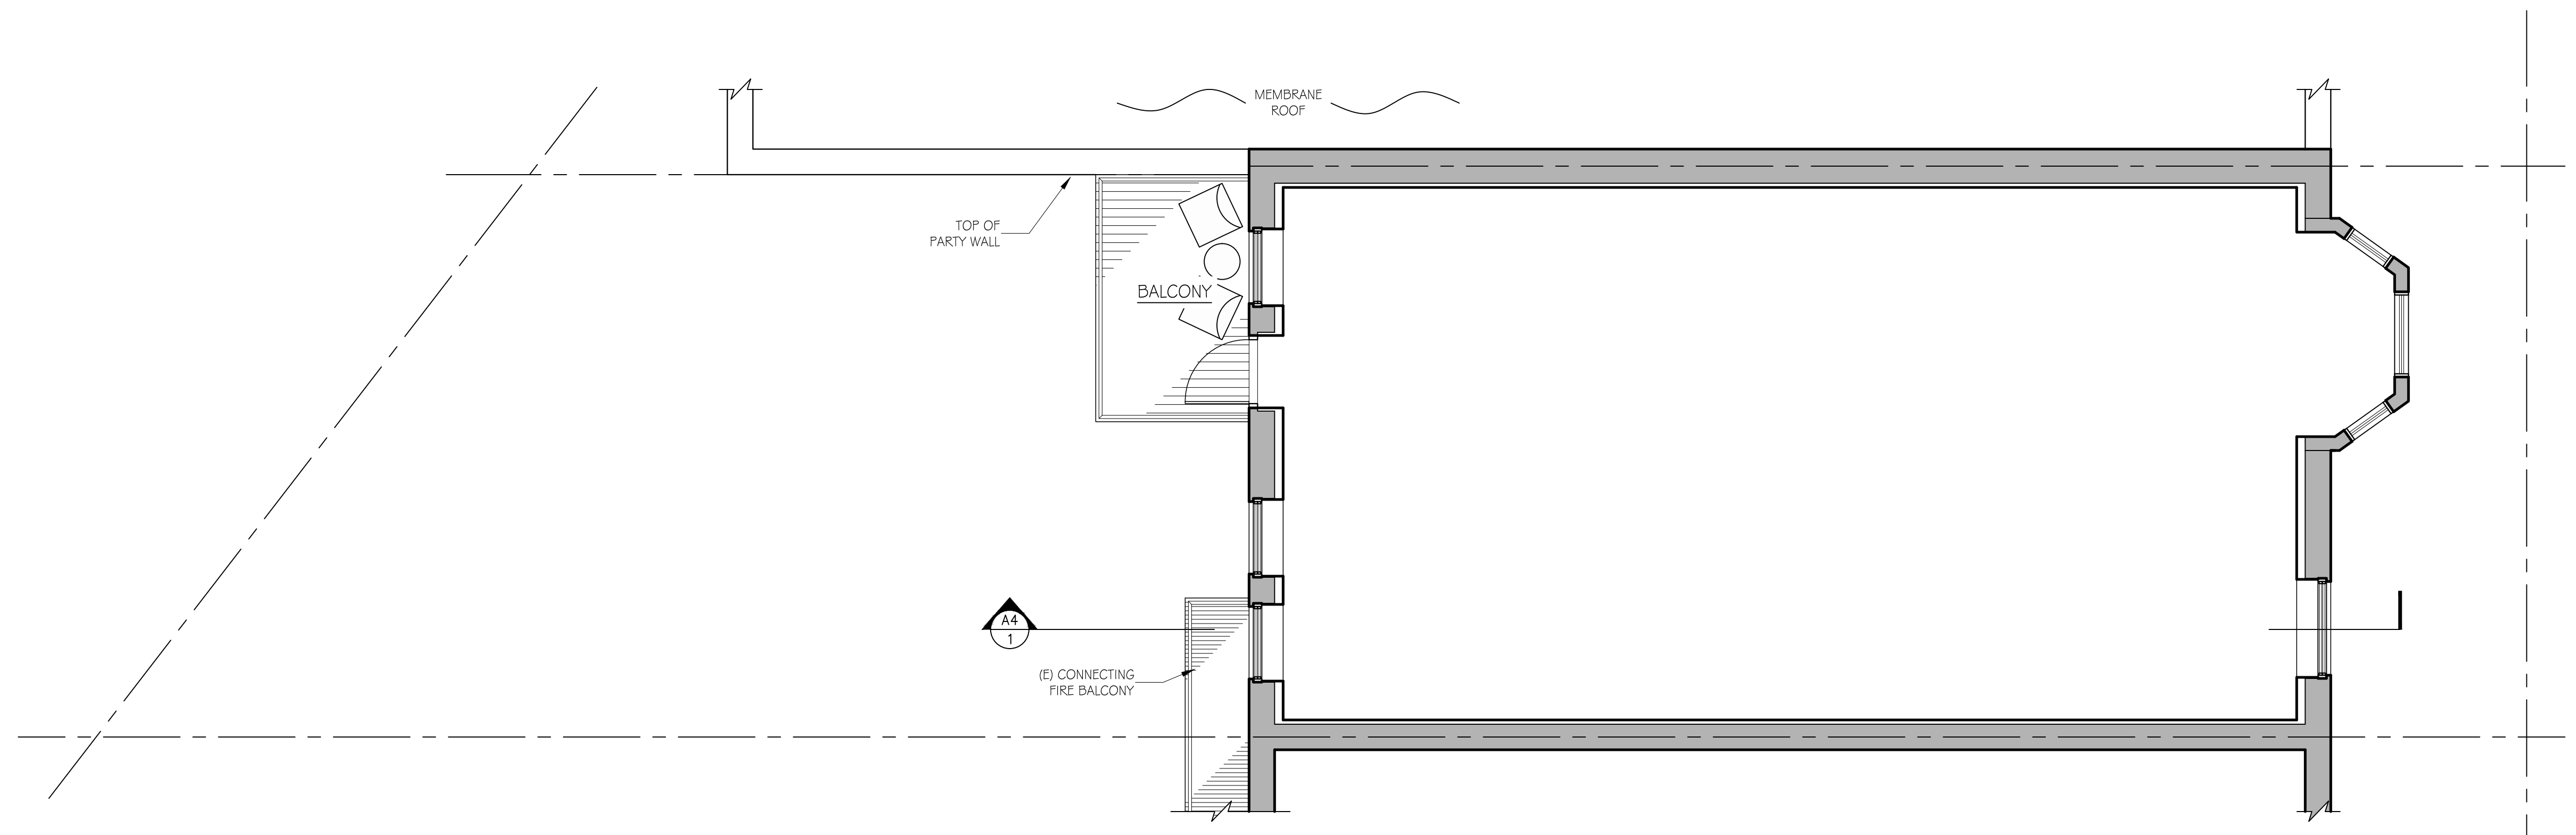 MEMBRANE
ROOF
TOP OF
PARTY WALL
BALCONY
A4
1
(E) CONNECTING
FIRE BALCONY